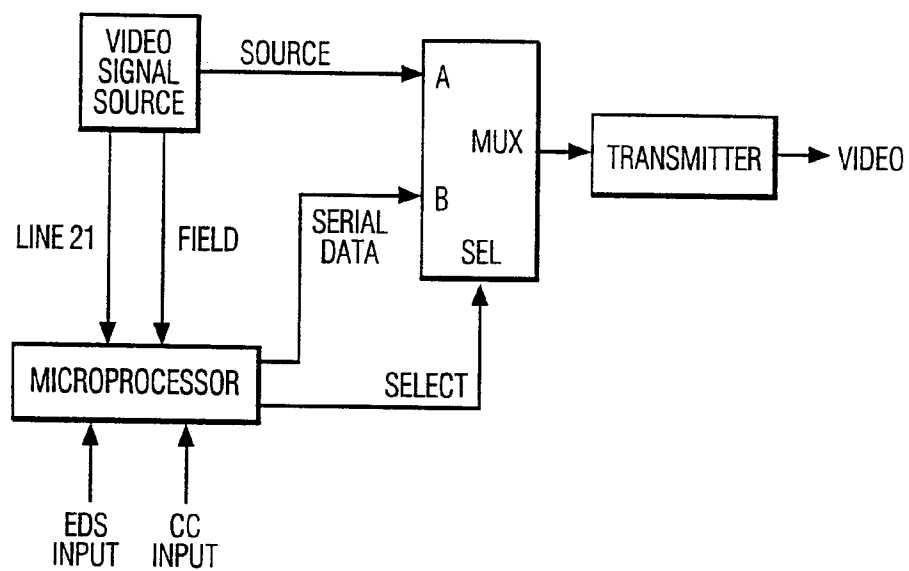 VIDEO
SIGNAL
SOURCE
SOURCE
A
MUX
B
SEL
TRANSMITTER
VIDEO
LINE 21
FIELD
SERIAL
DATA
MICROPROCESSOR
SELECT
EDS
INPUT
CC
INPUT